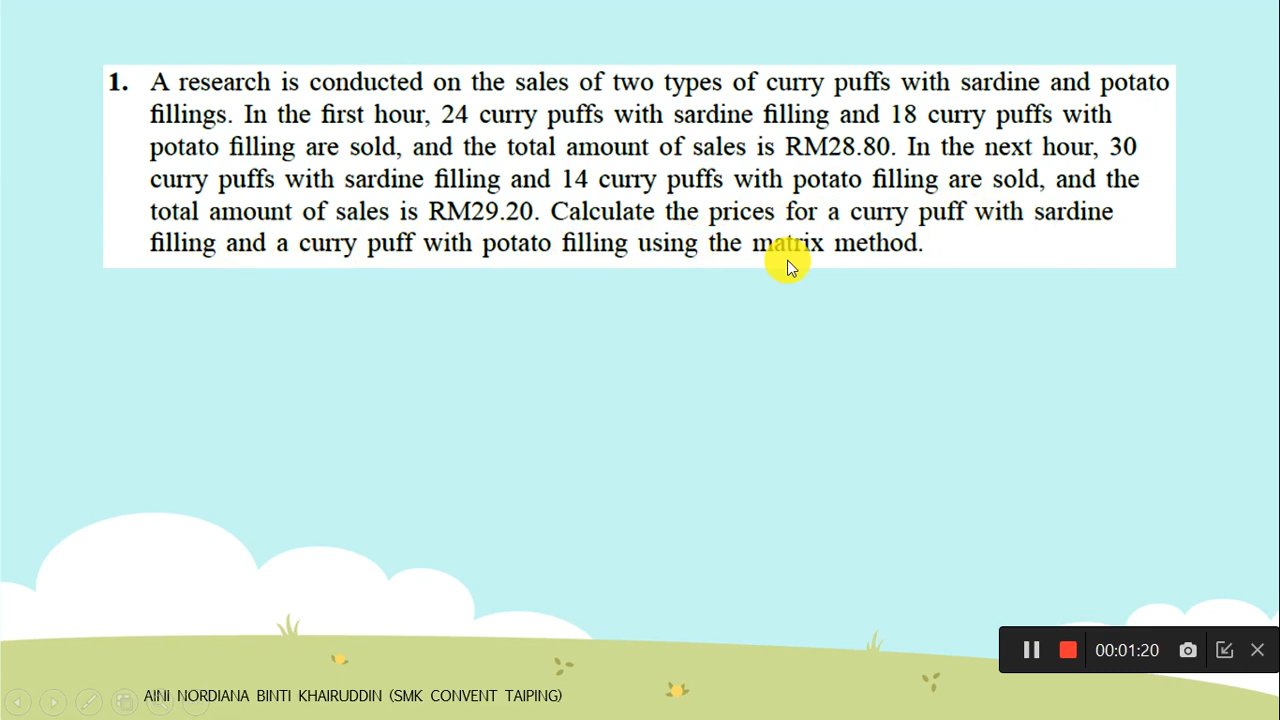 1. A research is conducted on the sales of two types of curry puffs with sardine and potato
fillings. In the first hour, 24 curry puffs with sardine filling and 18 curry puffs with
potato filling are sold, and the total amount of sales is RM28.80. In the next hour, 30
curry puffs with sardine filling and 14 curry puffs with potato filling are sold, and the
total amount of sales is RM29.20. Calculate the prices for a curry puff with sardine
filling and a curry puff with potato filling using the matrix method.
00:01:20
AINi NORDIANA BINTI KHAIRUDDIN (SMK CONVENT TAIPING)